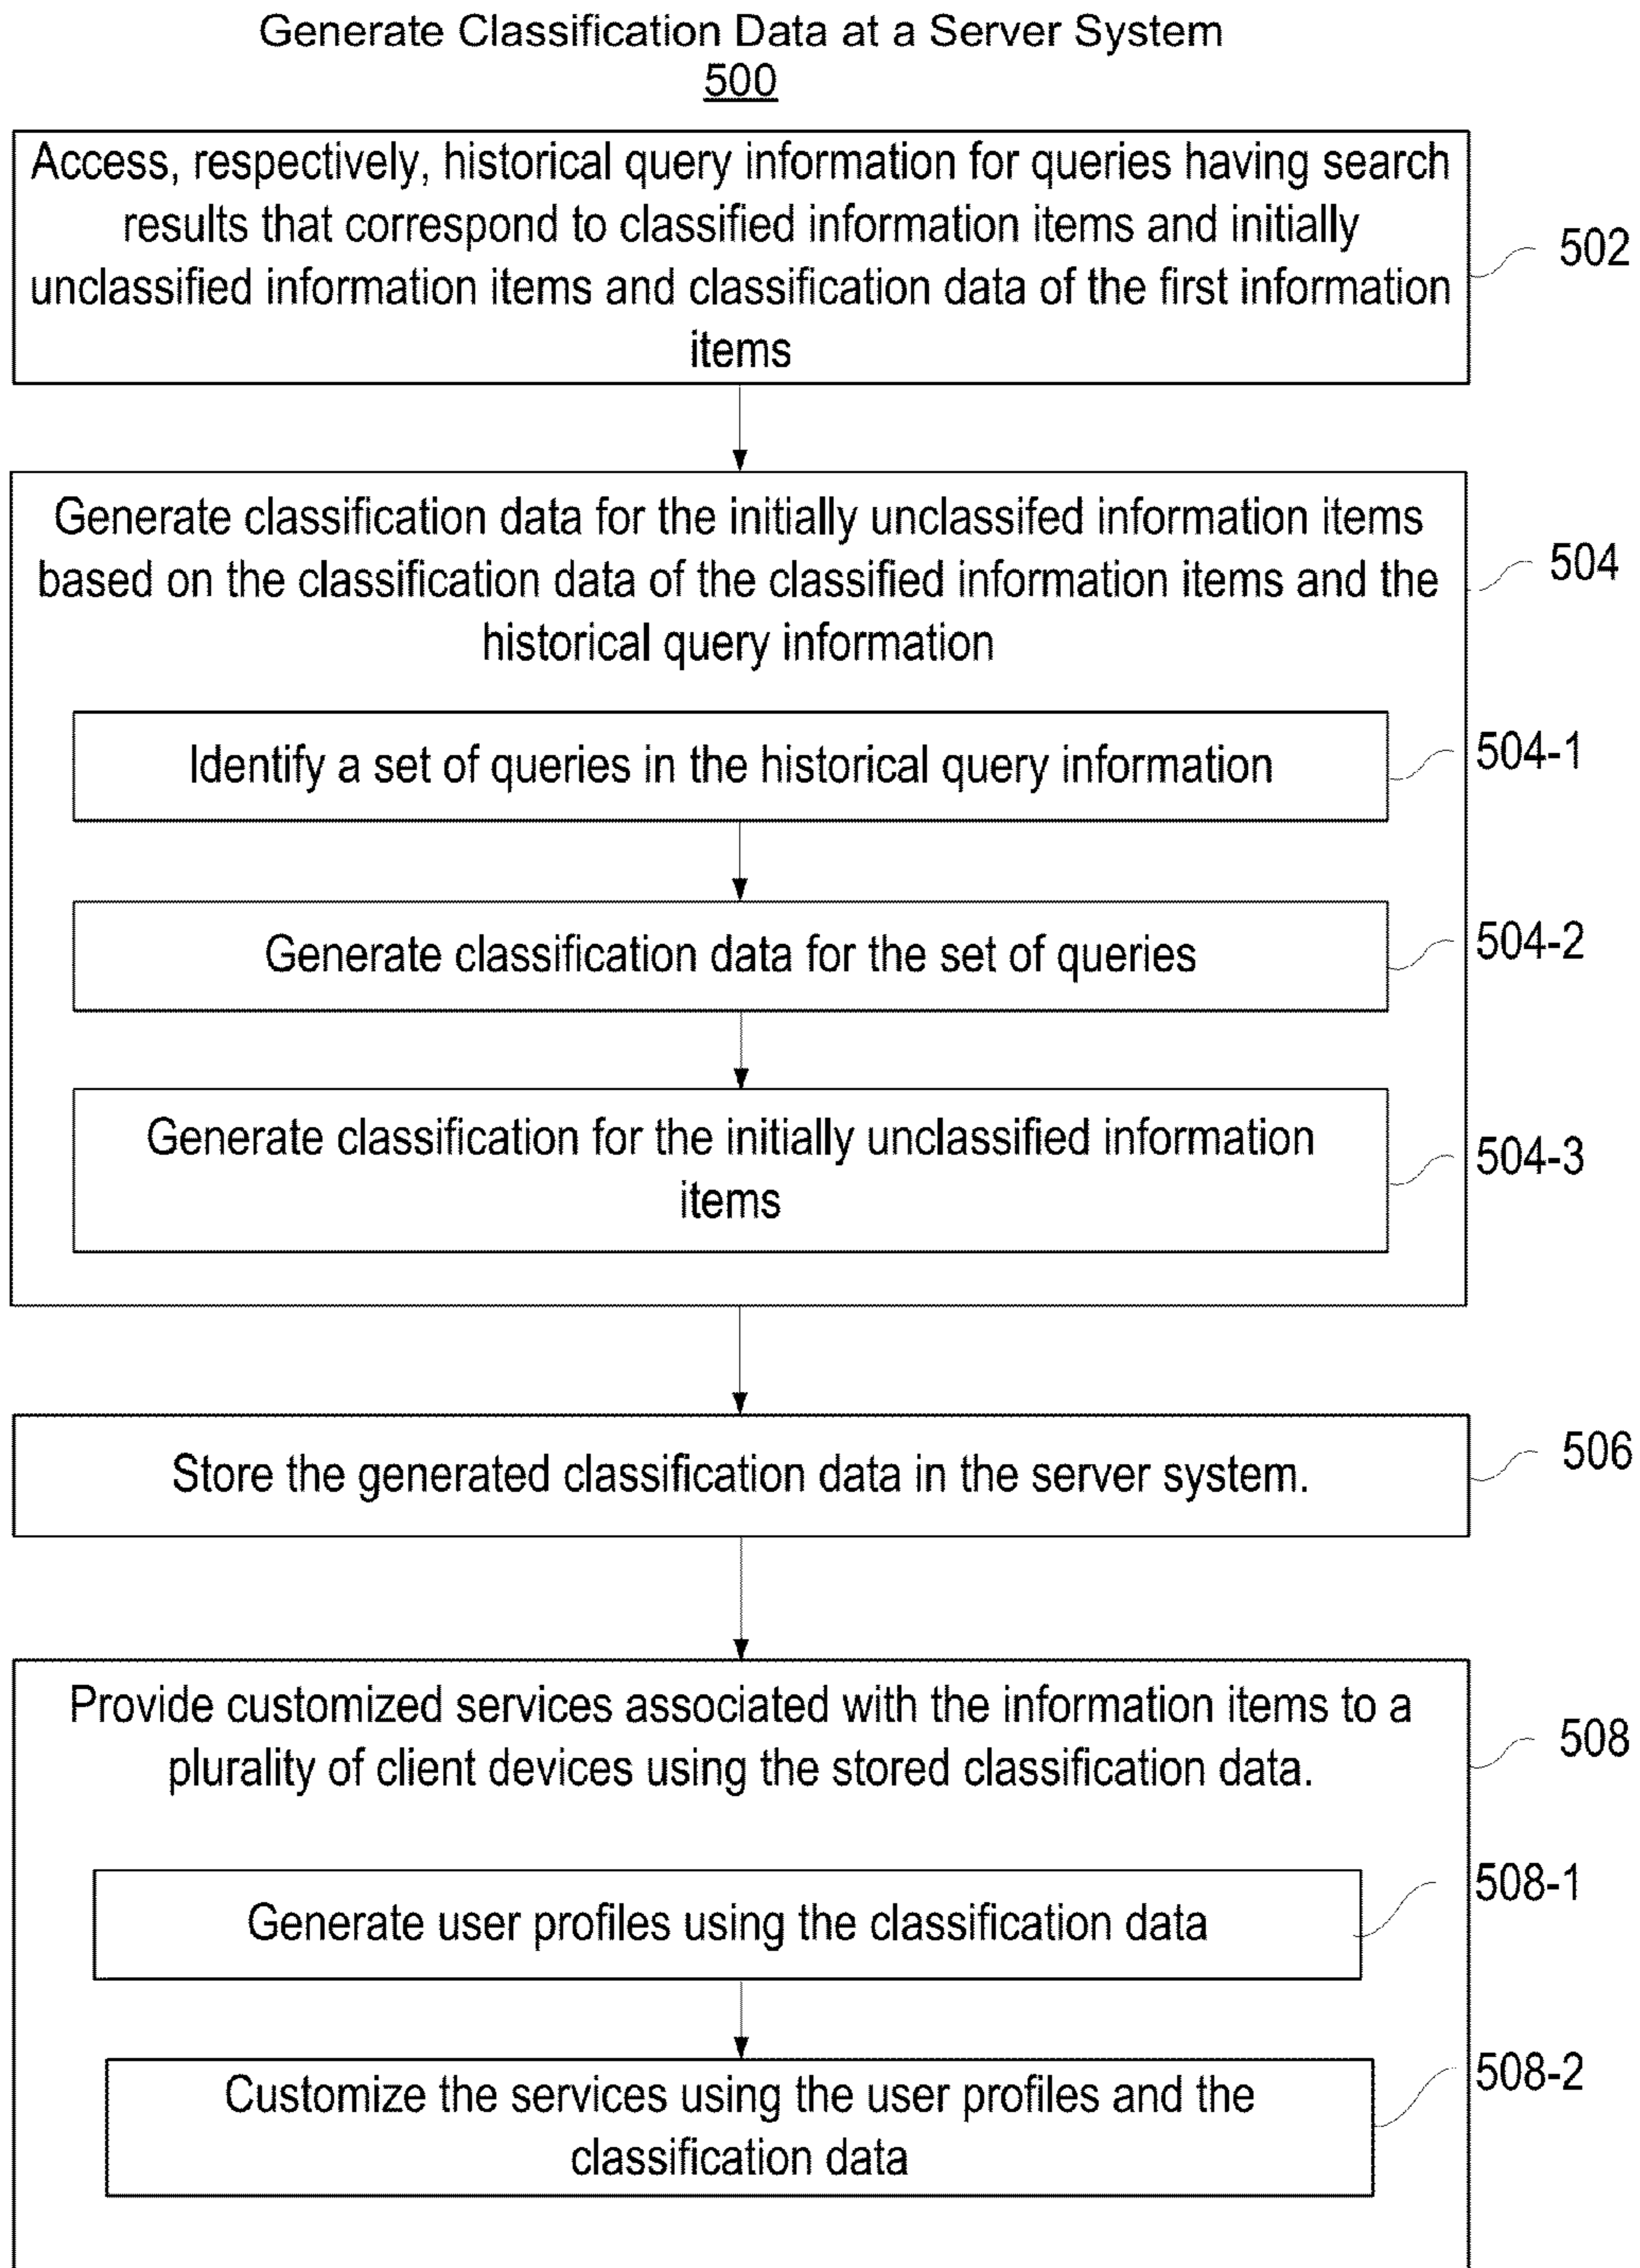 Generate Classification Data at a Server System
500
Access, respectively, historical query information for queries having search
results that correspond to classified information items and initially
unclassified information items and classification data of the first information
items
502
Generate classification data for the initially unclassifed information items
based on the classification data of the classified information items and the
historical query information
504
Identify a set of queries in the historical query information
504-1
Generate classification data for the set of queries
504-2
Generate classification for the initially unclassified information
items
504-3
Store the generated classification data in the server system.
506
Provide customized services associated with the information items to a
plurality of client devices using the stored classification data.
508
Generate user profiles using the classification data
508-1
Customize the services using the user profiles and the
classification data
508-2